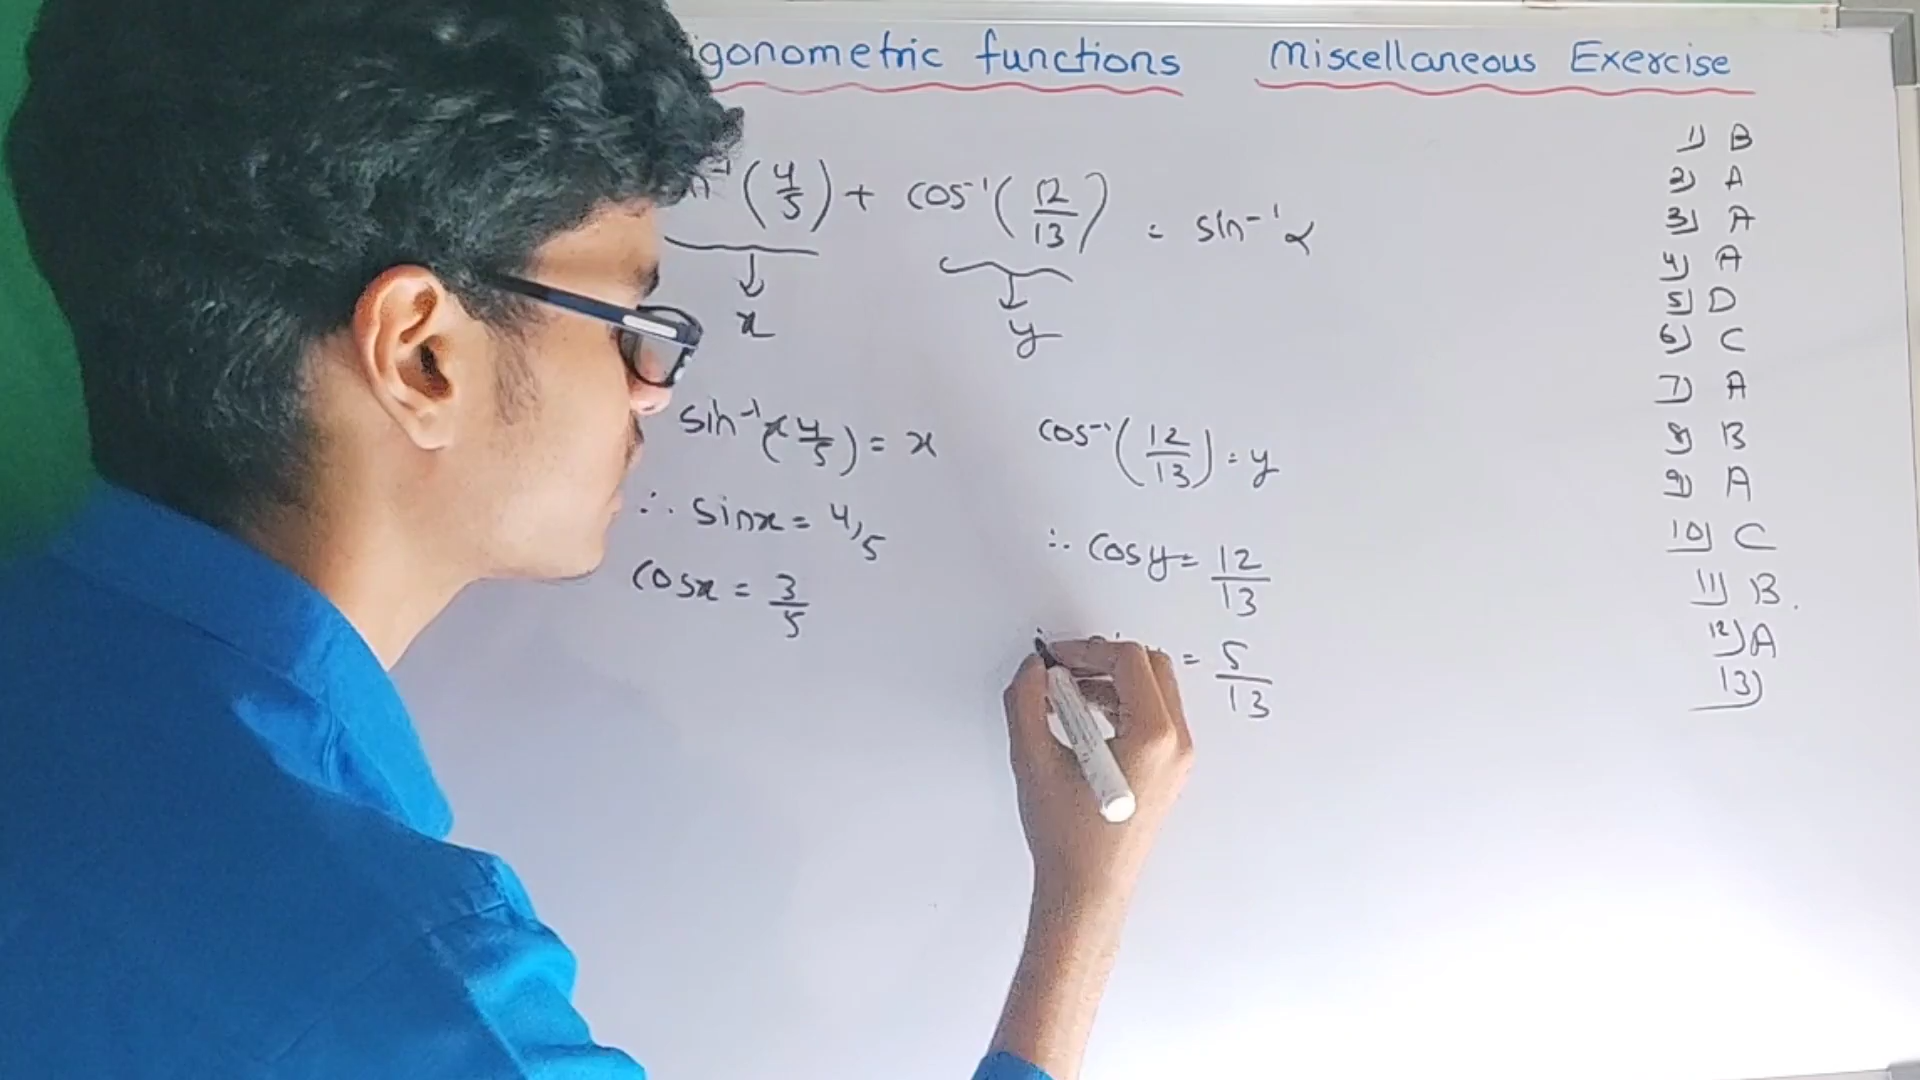 gonometric functions Miscellaneous Exercise
(4/5) + cos⁻¹(12/13) = sin⁻¹α
x y
sin⁻¹(4/5) = x
∴ sinx = 4/5
cosx = 3/5
cos⁻¹(12/13) = y
∴ cosy = 12/13
= 5/13
1) B
2) A
3) A
4) A
5) D
6) C
7) A
8) B
9) A
10) C
11) B.
12) A
13)